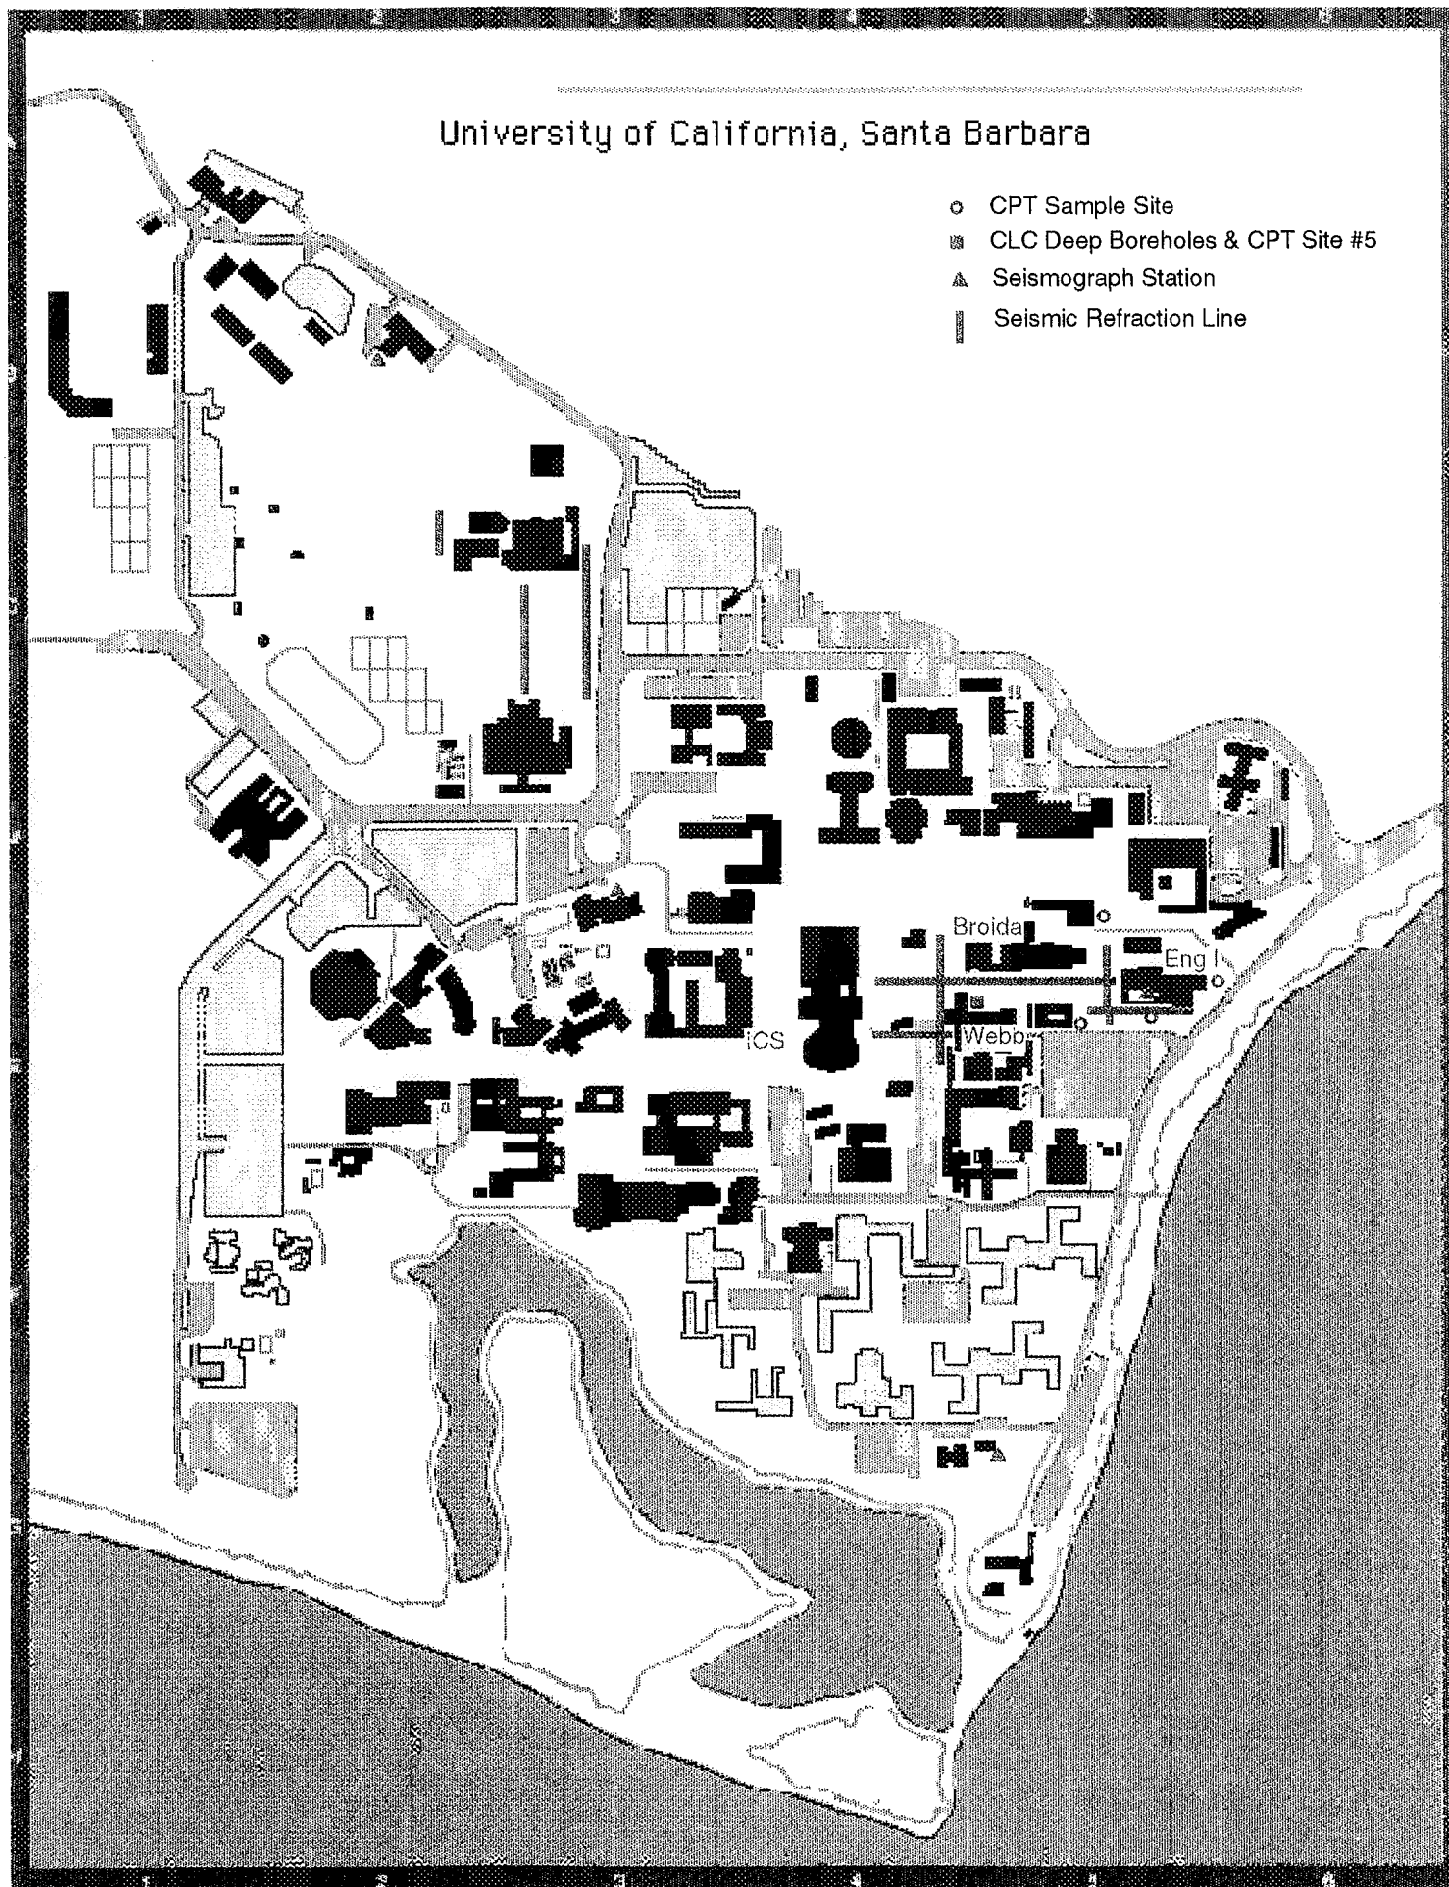 University of California, Santa Barbara
CPT Sample Site
CLC Deep Boreholes & CPT Site #5
Seismograph Station
Seismic Refraction Line
Broida
Eng I
Webb
ICS